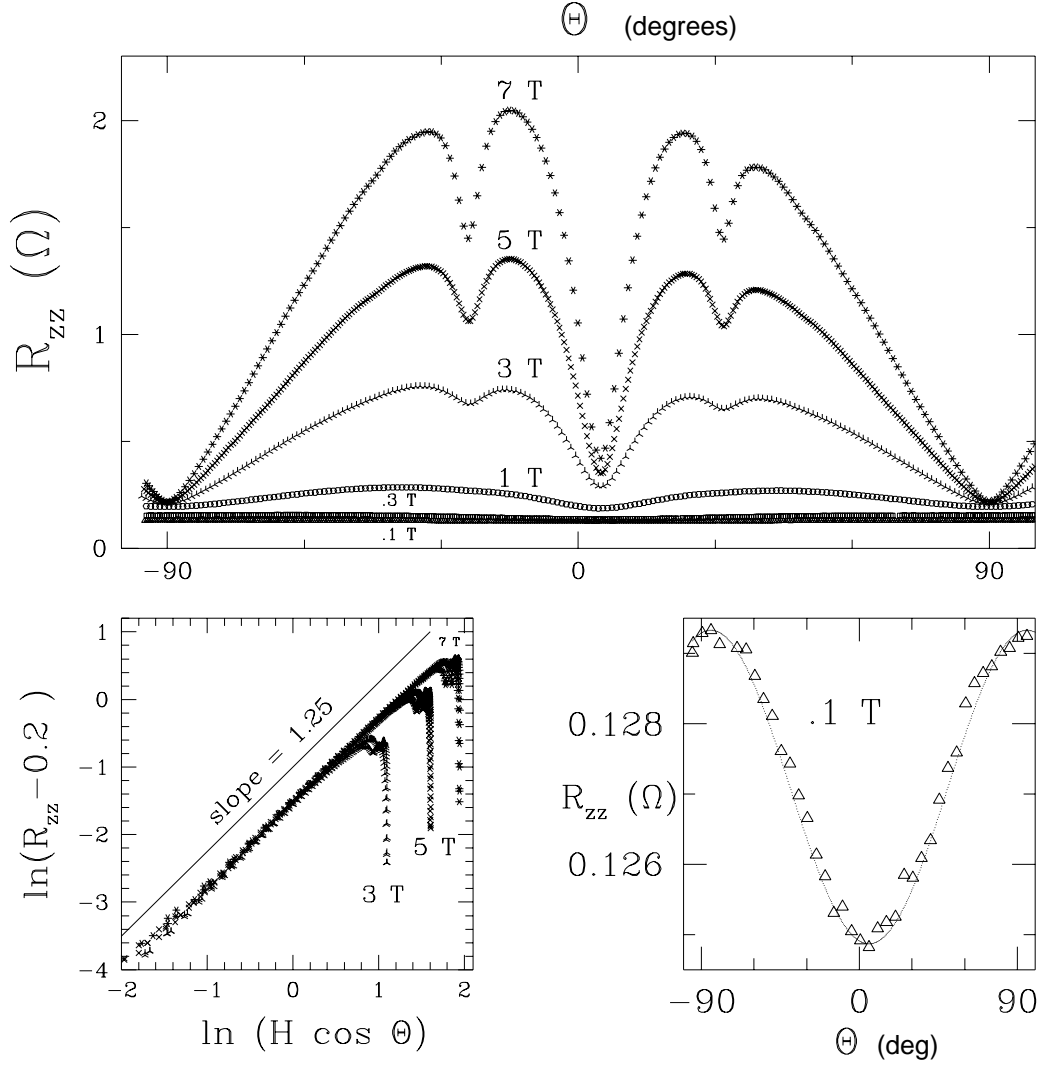 Θ (degrees)
7 T
2
5 T
R_zz (Ω)
1
3 T
1 T
.3 T
.1 T
0
−90 0 90
1
7 T
0
slope = 1.25
ln(R_zz−0.2 )
−1
−2
5 T
−3
3 T
−4
−2 −1 0 1 2
ln (H cos Θ)
.1 T
0.128
R_zz (Ω)
0.126
−90 0 90
Θ (deg)